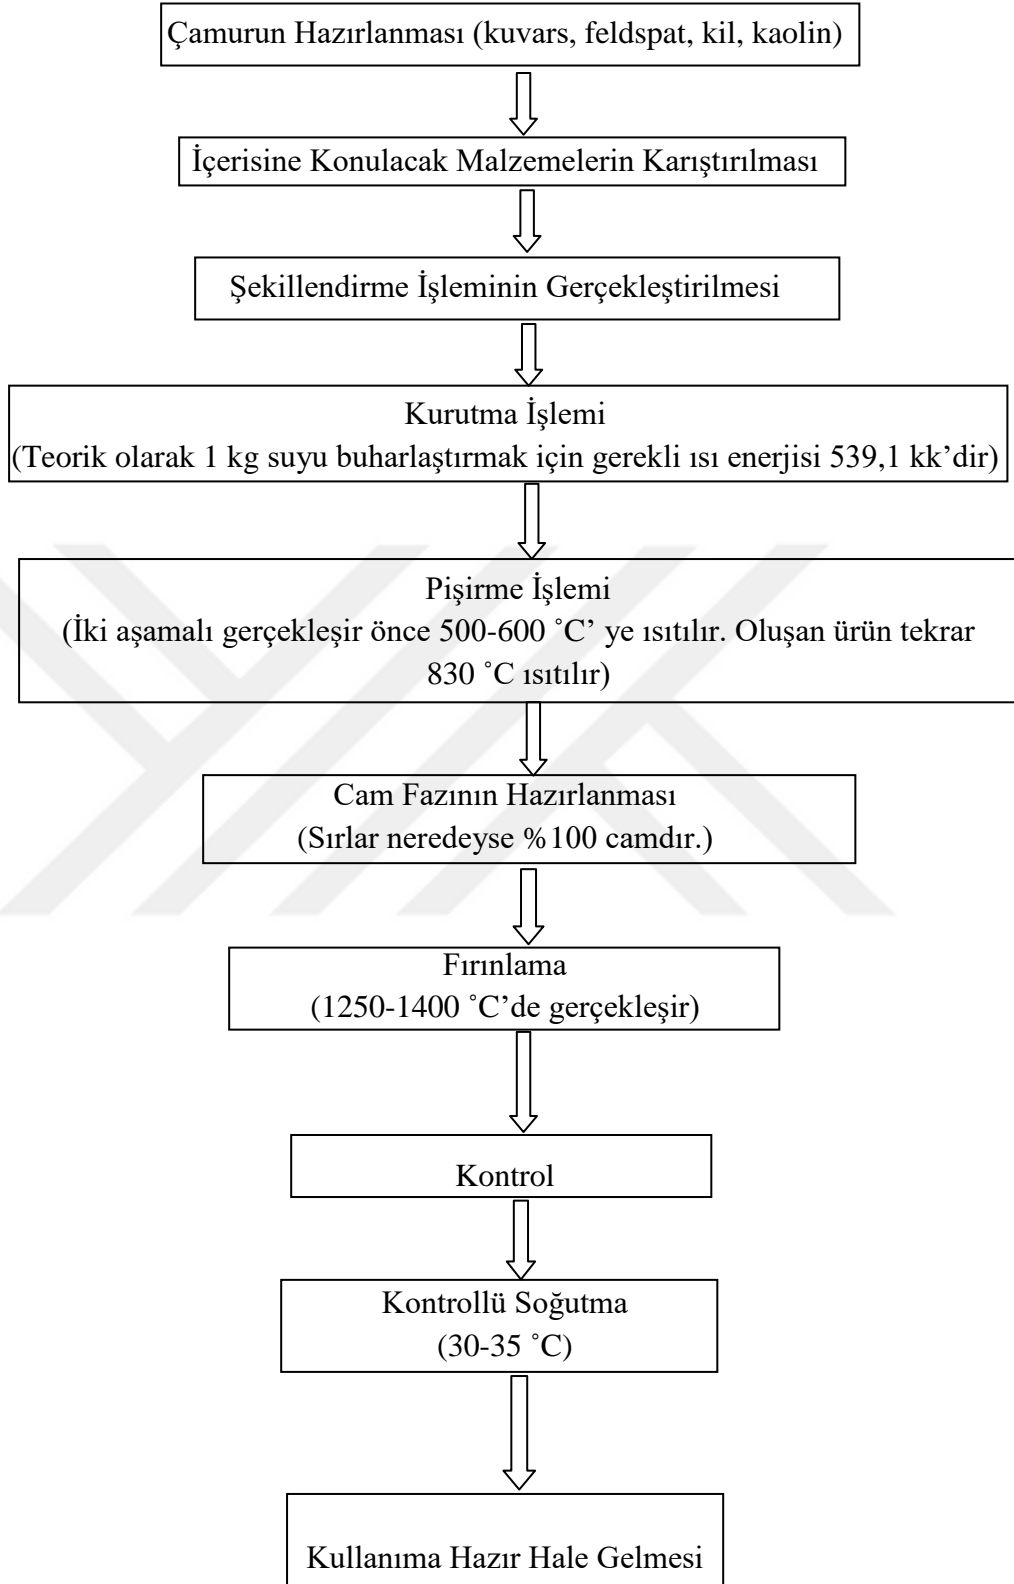 Çamurun Hazırlanması (kuvars, feldspat, kil, kaolin)
İçerisine Konulacak Malzemelerin Karıştırılması
Şekillendirme İşleminin Gerçekleştirilmesi
Kurutma İşlemi
(Teorik olarak 1 kg suyu buharlaştırmak için gerekli ısı enerjisi 539,1 kk’dir)
Pişirme İşlemi
(İki aşamalı gerçekleşir önce 500-600 ˚C’ ye ısıtılır. Oluşan ürün tekrar
830 ˚C ısıtılır)
Cam Fazının Hazırlanması
(Sırlar neredeyse %100 camdır.)
Fırınlama
(1250-1400 ˚C’de gerçekleşir)
Kontrol
Kontrollü Soğutma
(30-35 ˚C)
Kullanıma Hazır Hale Gelmesi